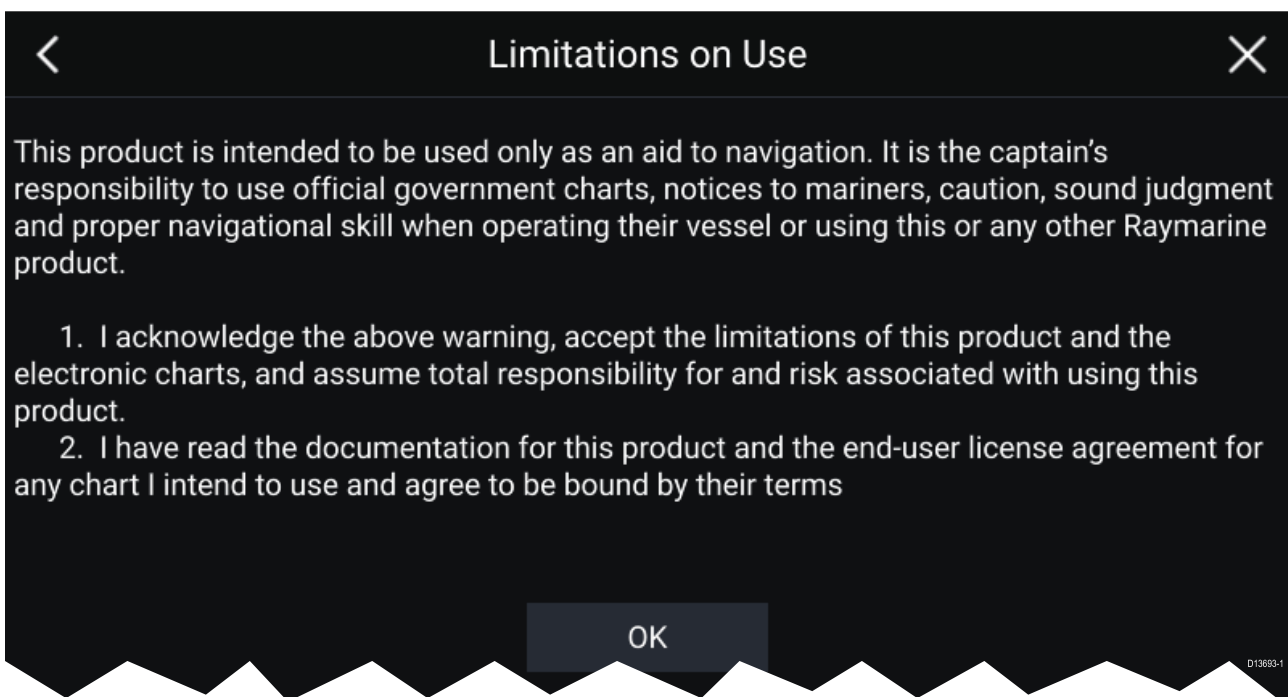 Limitations on Use
This product is intended to be used only as an aid to navigation. It is the captain’s
responsibility to use official government charts, notices to mariners, caution, sound judgment
and proper navigational skill when operating their vessel or using this or any other Raymarine
product.
1. I acknowledge the above warning, accept the limitations of this product and the
electronic charts, and assume total responsibility for and risk associated with using this
product.
2. I have read the documentation for this product and the end-user license agreement for
any chart I intend to use and agree to be bound by their terms
OK
D13693-1